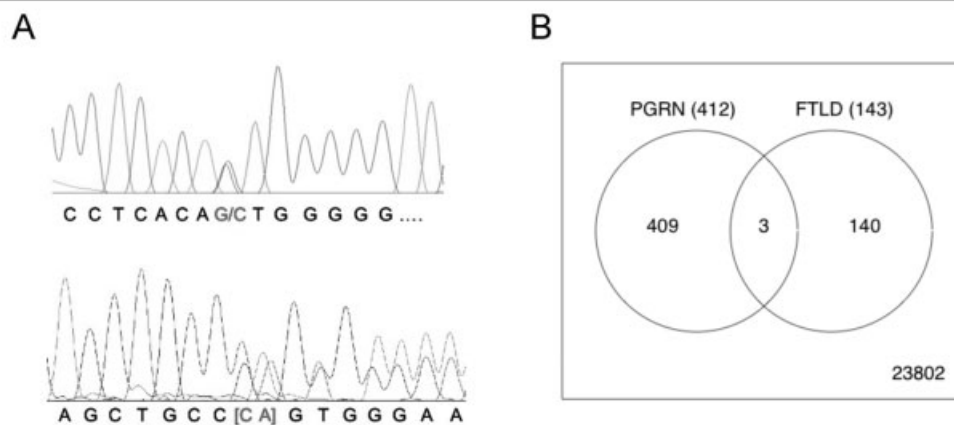 A
C C T C A C A G/C T G G G G G ....
A G C T G C C [C A] G T G G G A A
B
PGRN (412) FTLD (143)
409 3 140
23802